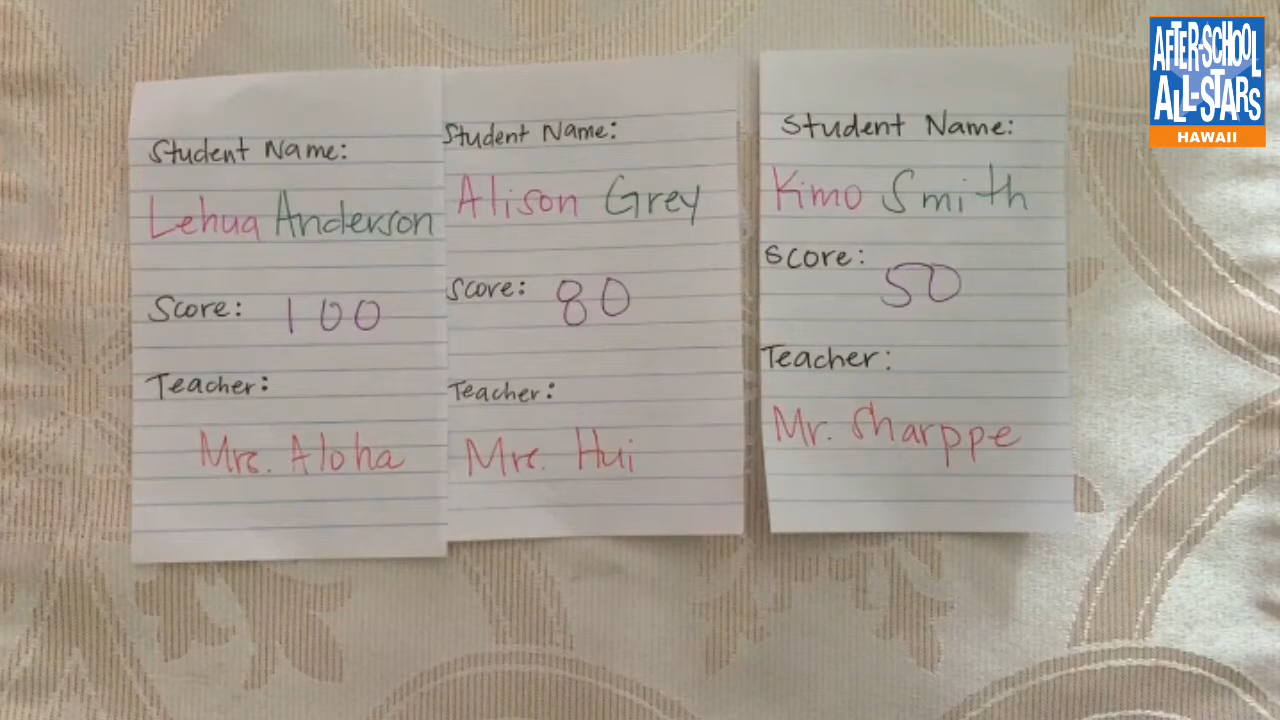 Student Name:
Lehua Anderson
Score: 100
Teacher:
Mrs. Aloha
Student Name:
Alison Grey
Score: 80
Teacher:
Mrs. Hui
Student Name:
Kimo Smith
Score:
50
Teacher:
Mr. Sharppe
AFTER-SCHOOL
ALL-STARS
HAWAII